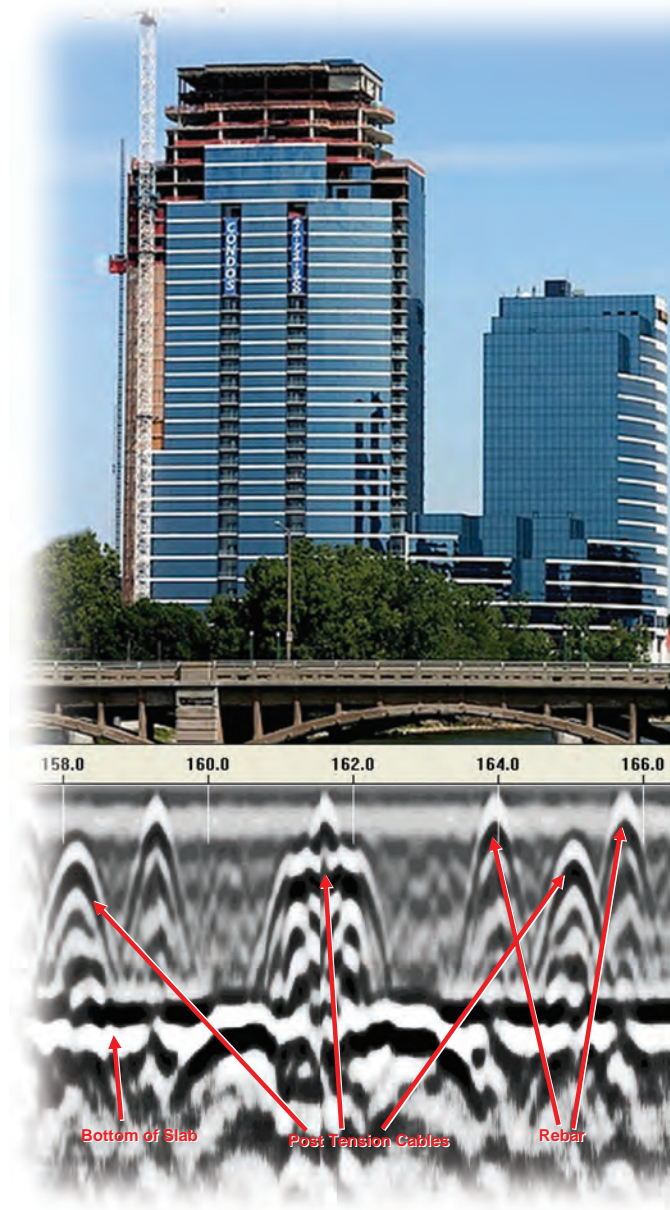 CONDOS
158.0 160.0 162.0 164.0 166.0
Bottom of Slab
Post Tension Cables
Rebar